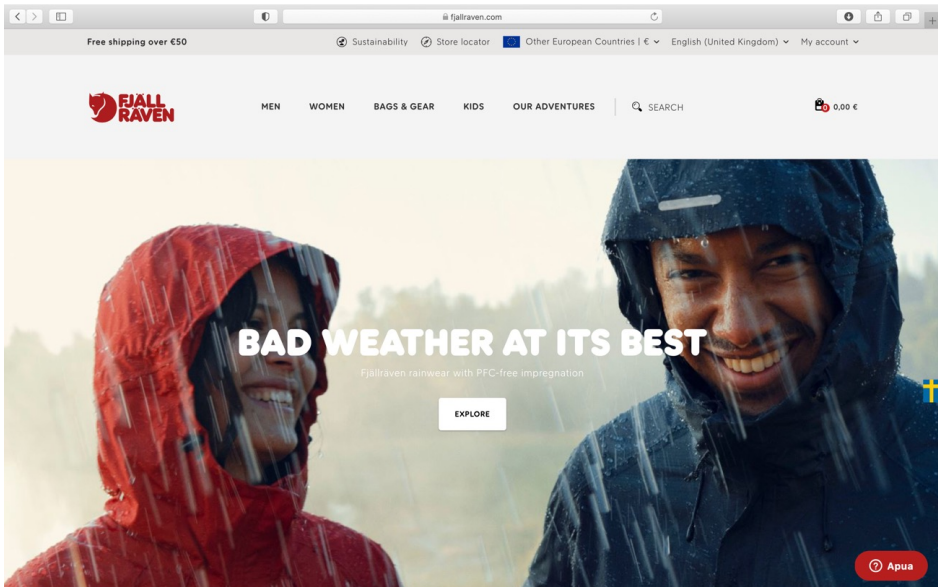 fjallraven.com
Free shipping over €50
Sustainability
Store locator
Other European Countries | €
English (United Kingdom)
My account
FJÄLL
RÄVEN
MEN
WOMEN
BAGS & GEAR
KIDS
OUR ADVENTURES
SEARCH
0
0,00 €
BAD WEATHER AT ITS BEST
Fjällräven rainwear with PFC-free impregnation
EXPLORE
Apua